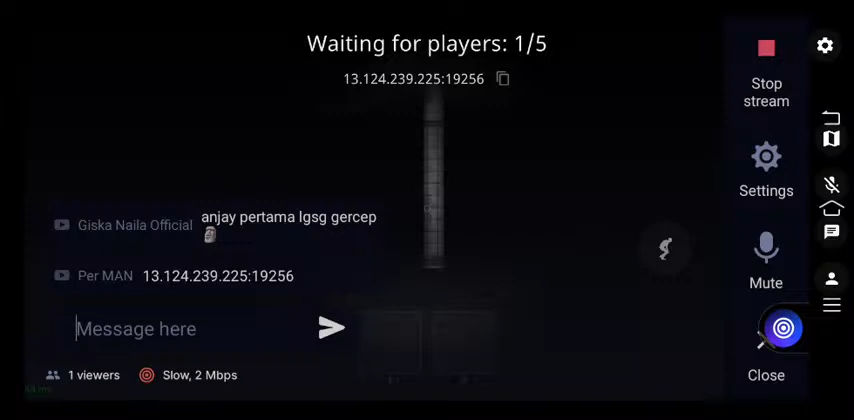 Waiting for players: 1/5
13.124.239.225:19256
Stop
stream
Settings
Giska Naila Official anjay pertama lgsg gercep
Per MAN 13.124.239.225:19256
Mute
Message here
1 viewers Slow, 2 Mbps
Close